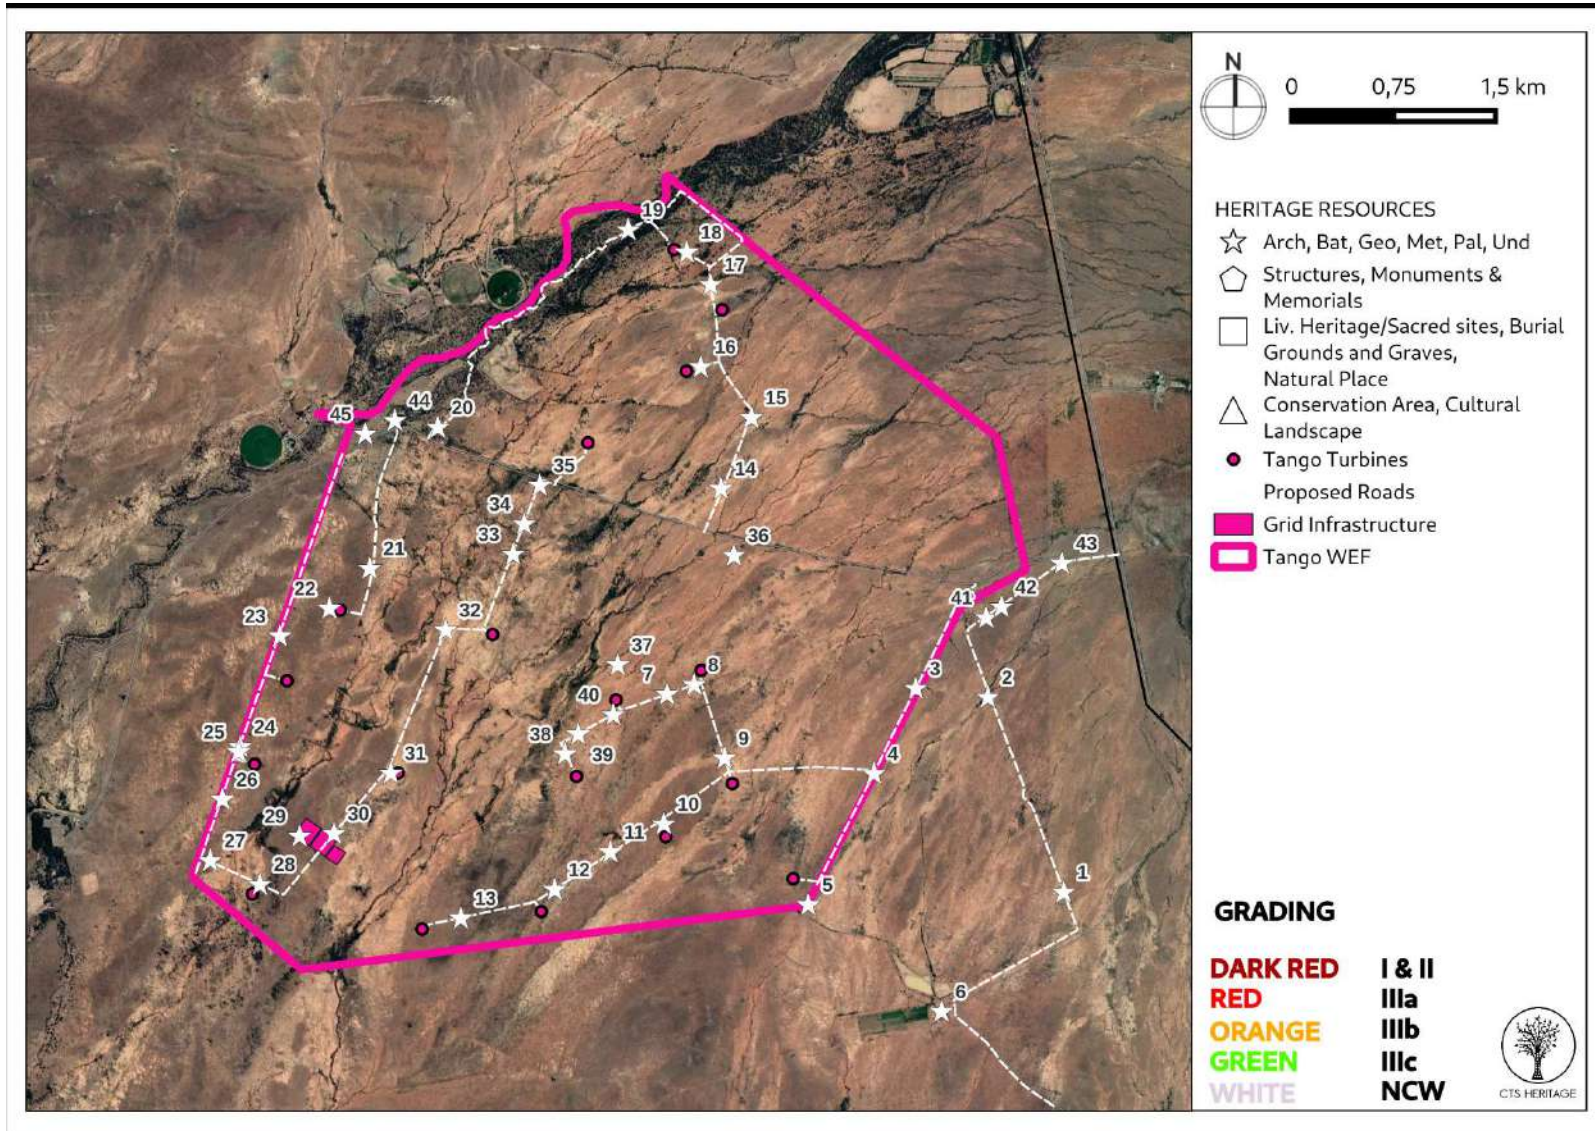 N
0 0,75 1,5 km
HERITAGE RESOURCES
Arch, Bat, Geo, Met, Pal, Und
Structures, Monuments &
Memorials
Liv. Heritage/Sacred sites, Burial
Grounds and Graves,
Natural Place
Conservation Area, Cultural
Landscape
Tango Turbines
Proposed Roads
Grid Infrastructure
Tango WEF
GRADING
DARK RED I & II
RED IIIa
ORANGE IIIb
GREEN IIIc
WHITE NCW
CTS HERITAGE
19
18
17
16
45
44
20
15
35
14
34
33
36
43
21
22
42
41
23
32
37
8
3
7
2
40
25
24
38
39
9
4
31
26
10
29
30
11
27
28
12
5
1
13
6